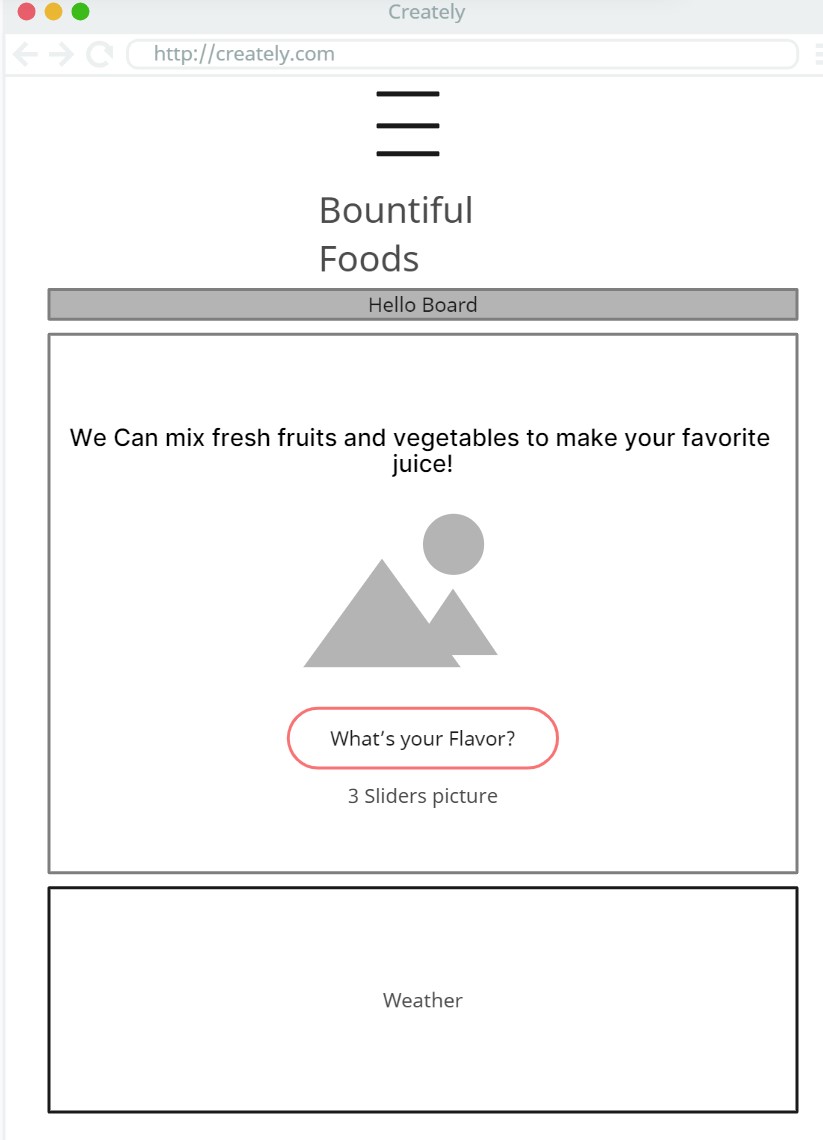 Creately
http://creately.com
Bountiful
Foods
Hello Board
We Can mix fresh fruits and vegetables to make your favorite
juice!
What's your Flavor?
3 Sliders picture
Weather